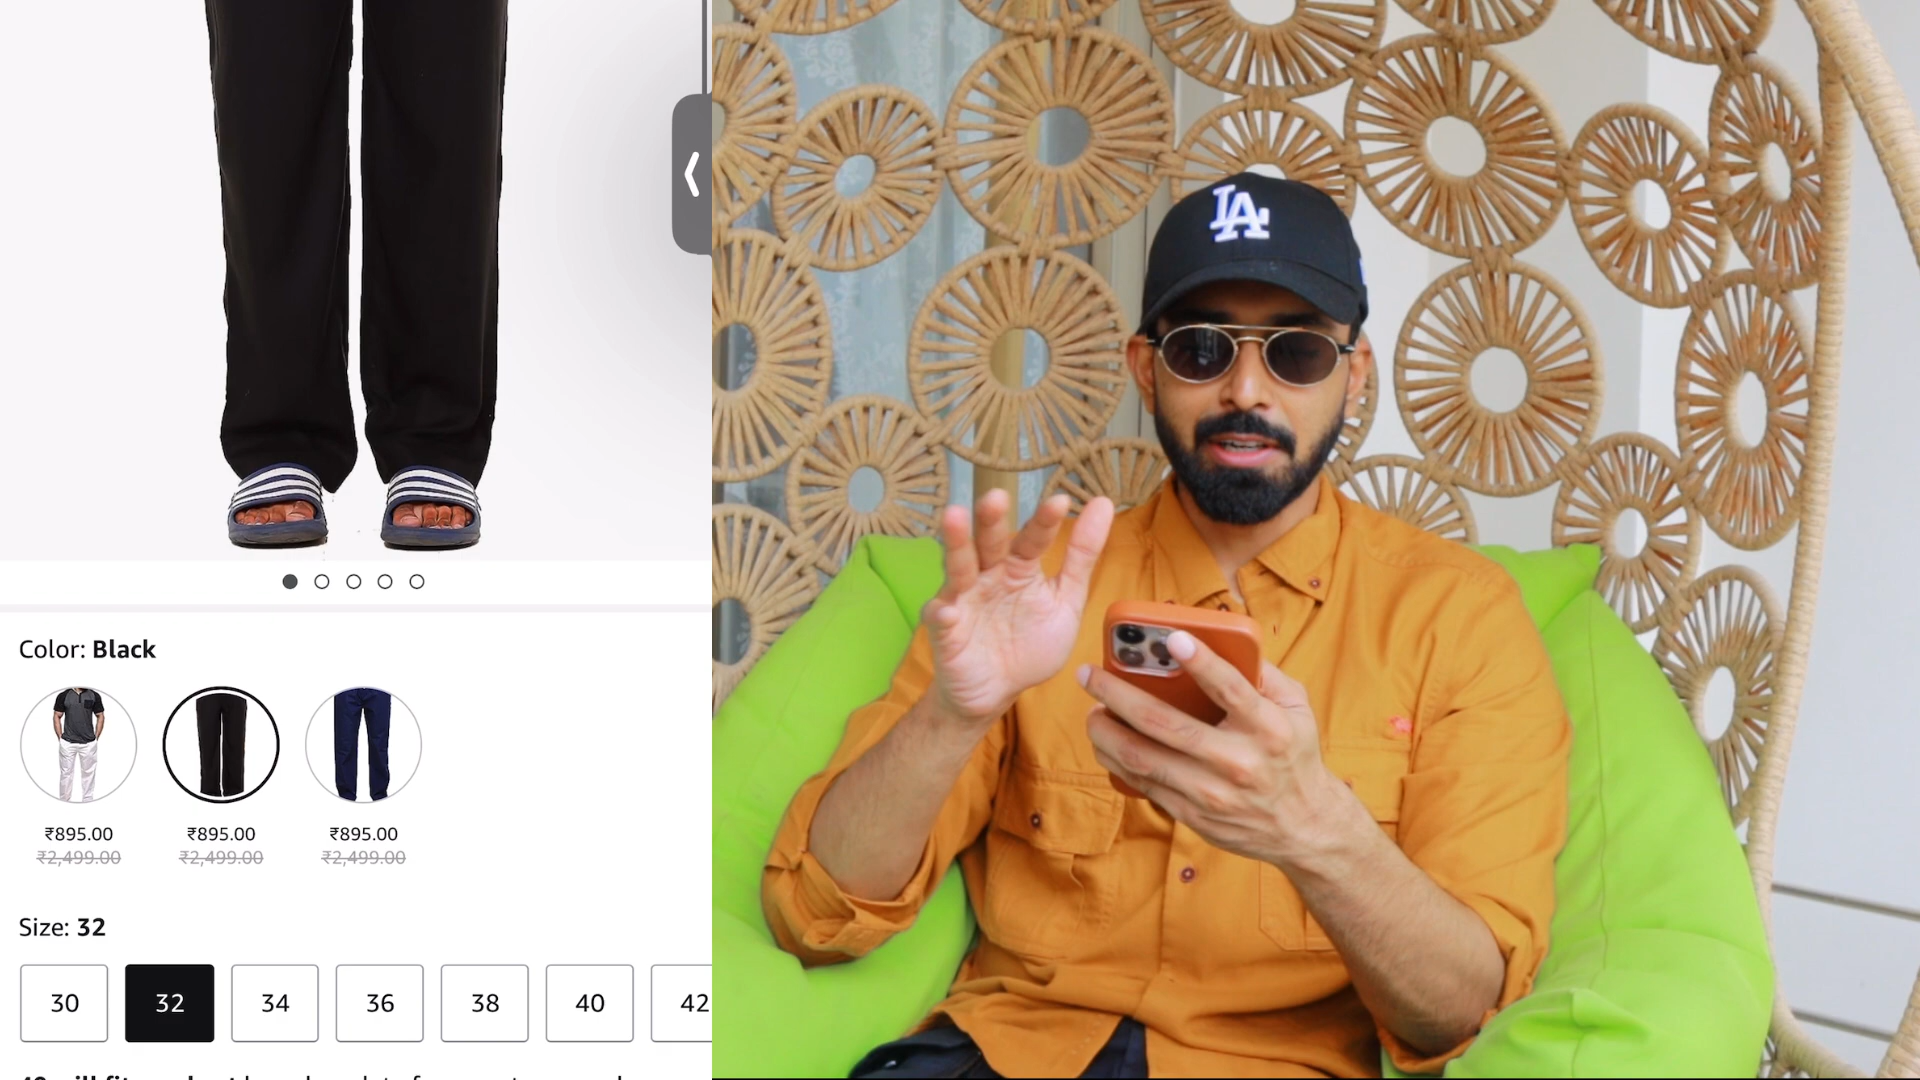 Color: Black
₹895.00 ₹895.00 ₹895.00
₹2,499.00 ₹2,499.00 ₹2,499.00
Size: 32
30 32 34 36 38 40 42
LA